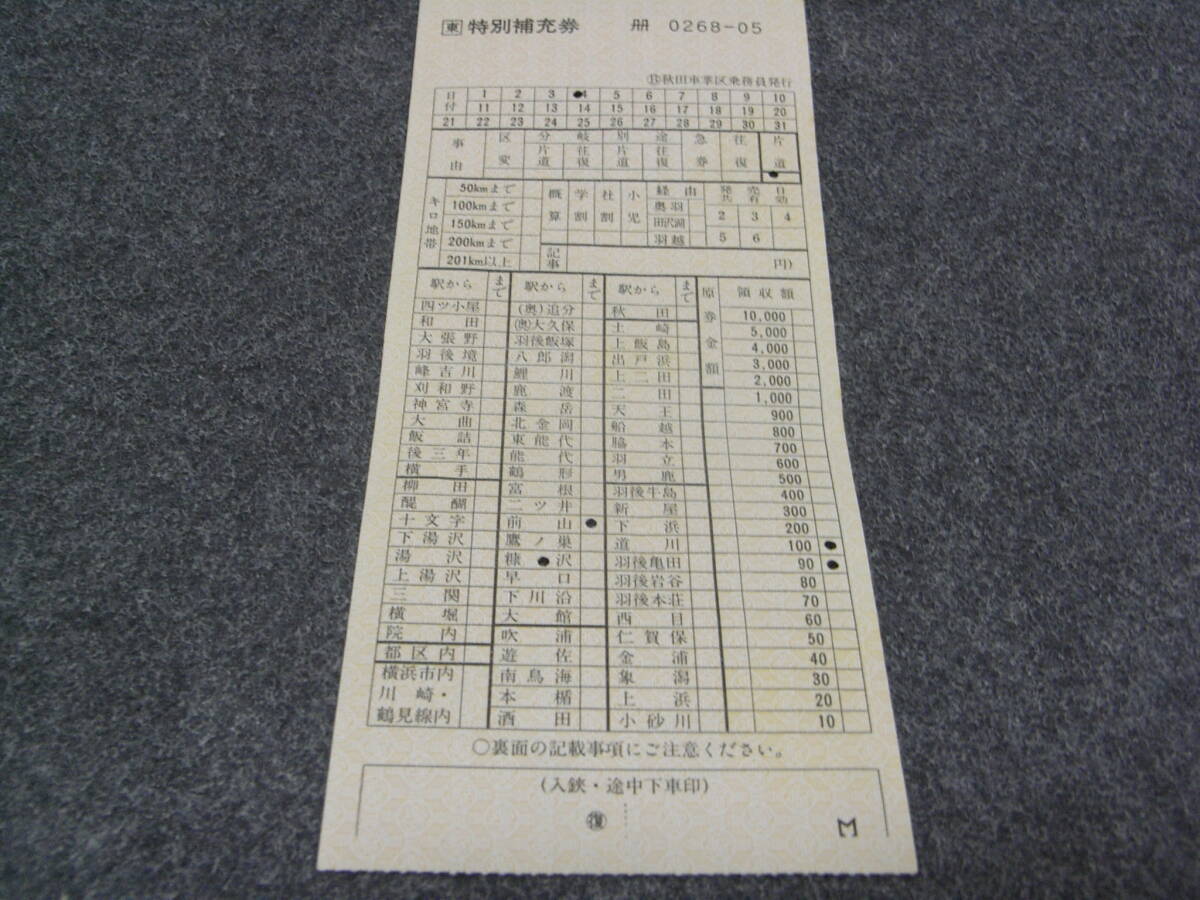 東 特別補充券 冊 0268-05
⑪秋田車掌区乗務員発行
日付 1 2 3 4 5 6 7 8 9 10
11 12 13 14 15 16 17 18 19 20
21 22 23 24 25 26 27 28 29 30 31
事由 区変 分岐 片道 往復 別途 片道 往復 急券 往復 片道
キロ地帯 50kmまで 100kmまで 150kmまで 200kmまで 201km以上
概算 学割 社割 小児 経由 奥羽 田沢湖 羽越
発売日共有効 2 3 4 5 6
記事 円)
駅から まで 駅から まで 駅から まで 原券金額 領収額
四ツ小屋 (奥)追分 秋田 10,000
和田 (奥)大久保 土崎 5,000
大張野 羽後飯塚 上飯島 4,000
羽後境 八郎潟 出戸浜 3,000
峰吉川 鯉川 上二田 2,000
刈和野 鹿渡 二田 1,000
神宮寺 森岳 天王 900
大曲 北金岡 船越 800
飯詰 東能代 脇本 700
後三年 能代 羽立 600
横手 鶴形 男鹿 500
柳田 富根 羽後牛島 400
醍醐 二ツ井 新屋 300
十文字 前山 下浜 200
下湯沢 鷹ノ巣 道川 100
湯沢 糠沢 羽後亀田 90
上湯沢 早口 羽後岩谷 80
三関 下川沿 羽後本荘 70
横堀 大館 西目 60
院内 吹浦 仁賀保 50
都区内 遊佐 金浦 40
横浜市内 南鳥海 象潟 30
川崎・ 本楯 上浜 20
鶴見線内 酒田 小砂川 10
○裏面の記載事項にご注意ください。
(入鋏・途中下車印)
復